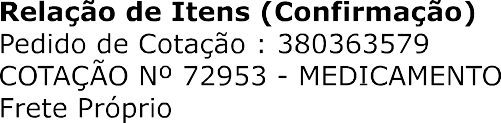 Relação de Itens (Confirmação)
Pedido de Cotação : 380363579
COTAÇÃO Nº 72953 - MEDICAMENTO
Frete Próprio